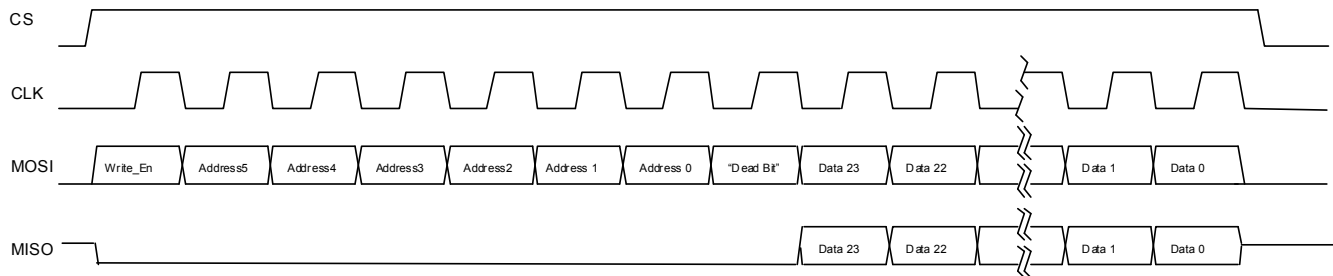 CS
CLK
MOSI Write_En Address5 Address4 Address3 Address2 Address 1 Address 0 "Dead Bit" Data 23 Data 22 Data 1 Data 0
MISO Data 23 Data 22 Data 1 Data 0